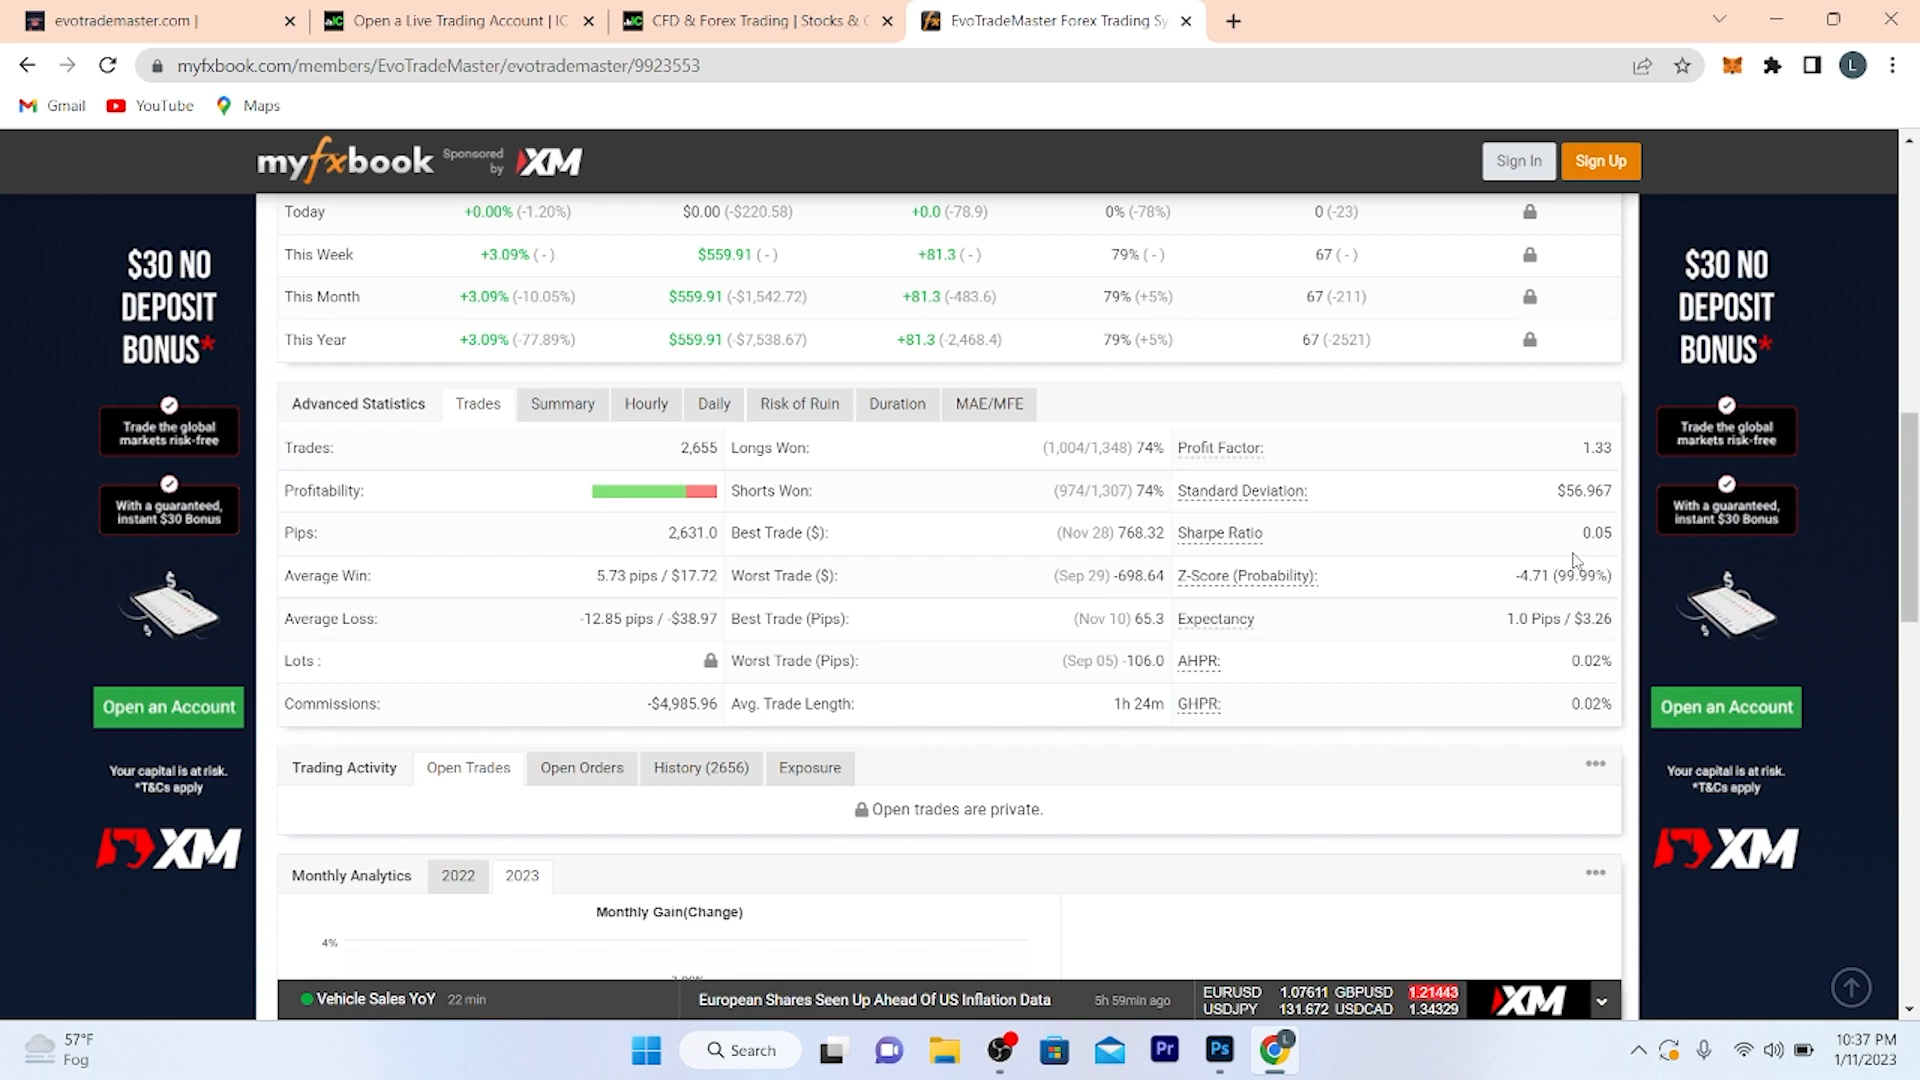 evotrademaster.com |
Open a Live Trading Account | IC
CFD & Forex Trading | Stocks & C
EvoTradeMaster Forex Trading Sy
myfxbook.com/members/EvoTradeMaster/evotrademaster/9923553
L
Gmail YouTube Maps
myfxbook Sponsored by XM
Sign In Sign Up
Today +0.00% (-1.20%) $0.00 (-$220.58) +0.0 (-78.9) 0% (-78%) 0 (-23)
This Week +3.09% (-) $559.91 (-) +81.3 (-) 79% (-) 67 (-)
This Month +3.09% (-10.05%) $559.91 (-$1,542.72) +81.3 (-483.6) 79% (+5%) 67 (-211)
This Year +3.09% (-77.89%) $559.91 (-$7,538.67) +81.3 (-2,468.4) 79% (+5%) 67 (-2521)
Advanced Statistics Trades Summary Hourly Daily Risk of Ruin Duration MAE/MFE
Trades: 2,655 Longs Won: (1,004/1,348) 74% Profit Factor: 1.33
Profitability: Shorts Won: (974/1,307) 74% Standard Deviation: $56.967
Pips: 2,631.0 Best Trade ($): (Nov 28) 768.32 Sharpe Ratio 0.05
Average Win: 5.73 pips / $17.72 Worst Trade ($): (Sep 29) -698.64 Z-Score (Probability): -4.71 (99.99%)
Average Loss: -12.85 pips / -$38.97 Best Trade (Pips): (Nov 10) 65.3 Expectancy 1.0 Pips / $3.26
Lots : Worst Trade (Pips): (Sep 05) -106.0 AHPR: 0.02%
Commissions: -$4,985.96 Avg. Trade Length: 1h 24m GHPR: 0.02%
Trading Activity Open Trades Open Orders History (2656) Exposure
Open trades are private.
Monthly Analytics 2022 2023
Monthly Gain(Change)
4%
$30 NO
DEPOSIT
BONUS*
Trade the global
markets risk-free
With a guaranteed,
instant $30 Bonus
Open an Account
Your capital is at risk.
*T&Cs apply
XM
$30 NO
DEPOSIT
BONUS*
Trade the global
markets risk-free
With a guaranteed,
instant $30 Bonus
Open an Account
Your capital is at risk.
*T&Cs apply
XM
Vehicle Sales YoY 22 min
European Shares Seen Up Ahead Of US Inflation Data 5h 59min ago
EURUSD 1.07611 GBPUSD 1.21443
USDJPY 131.672 USDCAD 1.34329
XM
57°F
Fog
Search
Pr Ps L
10:37 PM
1/11/2023